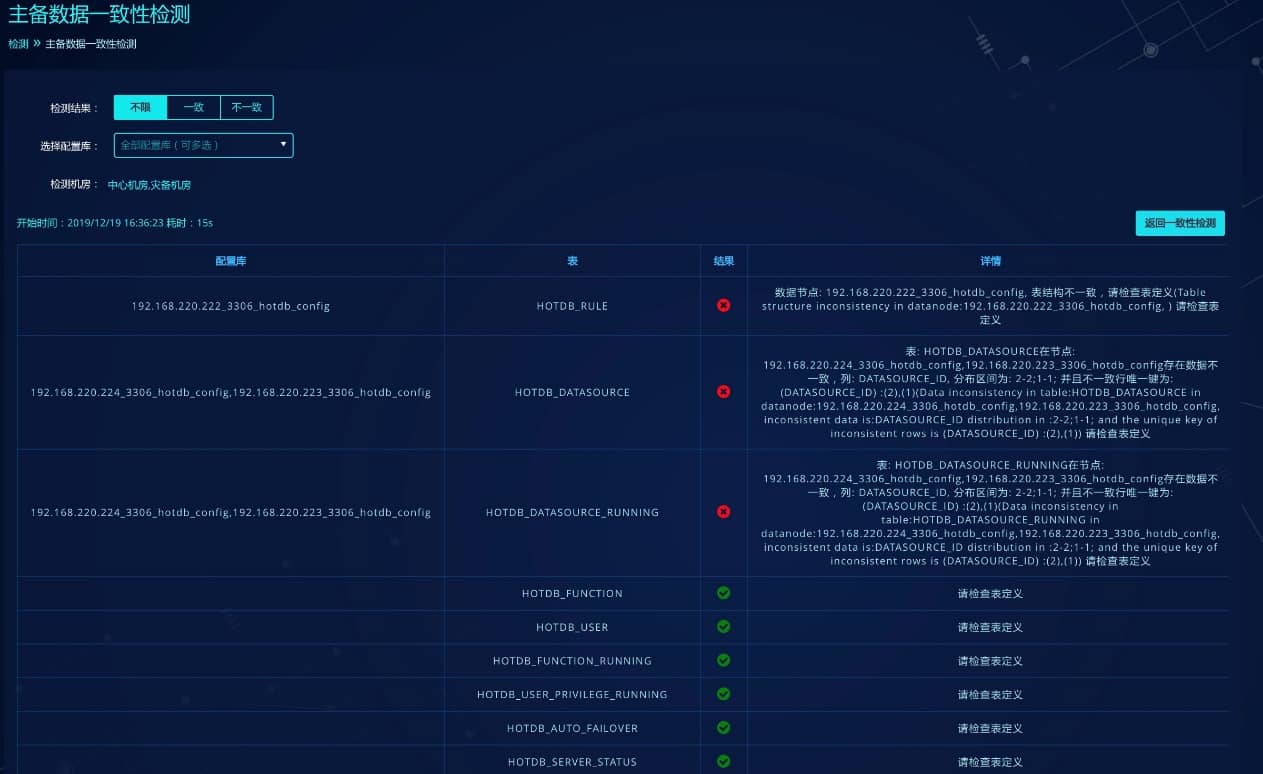 主备数据一致性检测
检测 » 主备数据一致性检测
检测结果： 不限 一致 不一致
选择配置库： 全部配置库（可多选）
检测机房： 中心机房,灾备机房
开始时间：2019/12/19 16:36:23 耗时：15s 返回一致性检测
配置库 表 结果 详情
数据节点: 192.168.220.222_3306_hotdb_config, 表结构不一致，请检查表定义(Table
192.168.220.222_3306_hotdb_config HOTDB_RULE structure inconsistency in datanode:192.168.220.222_3306_hotdb_config, ) 请检查表
定义
表: HOTDB_DATASOURCE在节点:
192.168.220.224_3306_hotdb_config,192.168.220.223_3306_hotdb_config存在数据不
一致，列: DATASOURCE_ID, 分布区间为: 2-2;1-1; 并且不一致行唯一键为:
192.168.220.224_3306_hotdb_config,192.168.220.223_3306_hotdb_config HOTDB_DATASOURCE (DATASOURCE_ID) :(2),(1)(Data inconsistency in table:HOTDB_DATASOURCE in
datanode:192.168.220.224_3306_hotdb_config,192.168.220.223_3306_hotdb_config,
inconsistent data is:DATASOURCE_ID distribution in :2-2;1-1; and the unique key of
inconsistent rows is (DATASOURCE_ID) :(2),(1)) 请检查表定义
表: HOTDB_DATASOURCE_RUNNING在节点:
192.168.220.224_3306_hotdb_config,192.168.220.223_3306_hotdb_config存在数据不
一致，列: DATASOURCE_ID, 分布区间为: 2-2;1-1; 并且不一致行唯一键为:
(DATASOURCE_ID) :(2),(1)(Data inconsistency in
192.168.220.224_3306_hotdb_config,192.168.220.223_3306_hotdb_config HOTDB_DATASOURCE_RUNNING table:HOTDB_DATASOURCE_RUNNING in
datanode:192.168.220.224_3306_hotdb_config,192.168.220.223_3306_hotdb_config,
inconsistent data is:DATASOURCE_ID distribution in :2-2;1-1; and the unique key of
inconsistent rows is (DATASOURCE_ID) :(2),(1)) 请检查表定义
HOTDB_FUNCTION 请检查表定义
HOTDB_USER 请检查表定义
HOTDB_FUNCTION_RUNNING 请检查表定义
HOTDB_USER_PRIVILEGE_RUNNING 请检查表定义
HOTDB_AUTO_FAILOVER 请检查表定义
HOTDB_SERVER_STATUS 请检查表定义